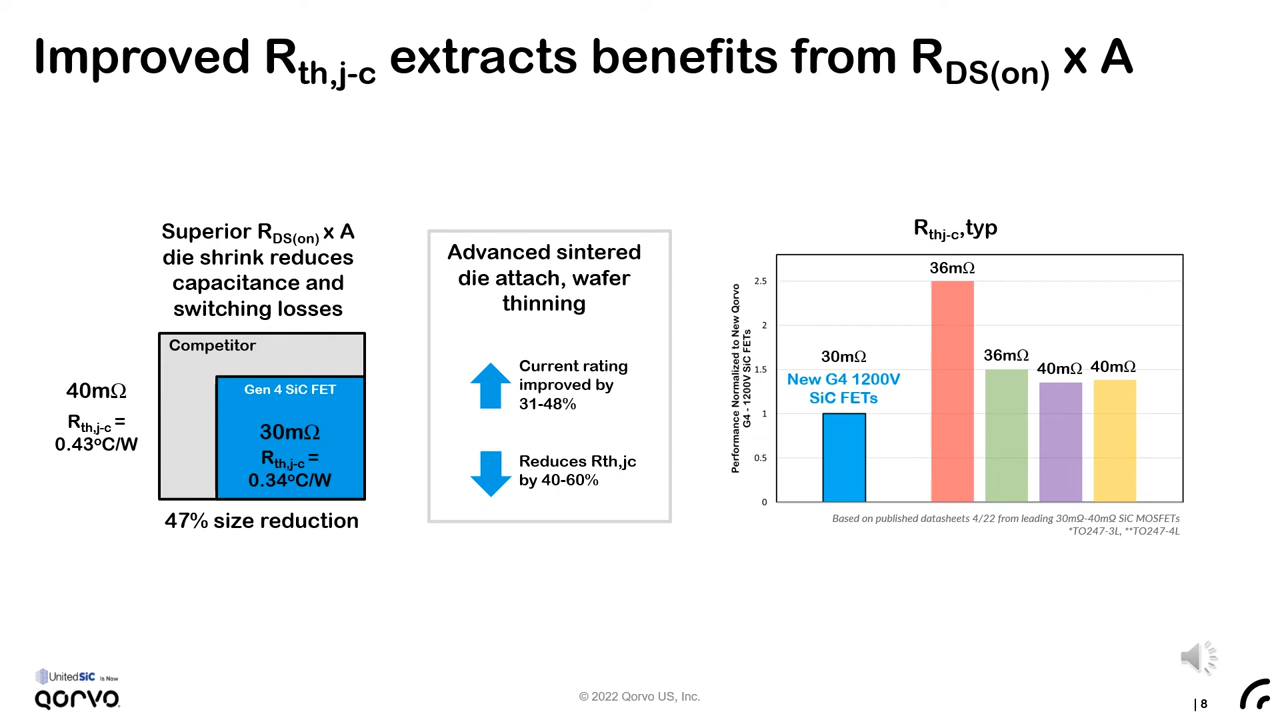 Improved Rth,j-c extracts benefits from RDS(on) x A
Superior RDS(on) x A
die shrink reduces
capacitance and
switching losses
Competitor
Gen 4 SiC FET
40mΩ
Rth,j-c =
0.43°C/W
30mΩ
Rth,j-c =
0.34°C/W
47% size reduction
Advanced sintered
die attach, wafer
thinning
Current rating
improved by
31-48%
Reduces Rth,jc
by 40-60%
Rthj-c,typ
Performance Normalized to New Qorvo
G4 - 1200V SiC FETs
2.5
2
1.5
1
0.5
0
30mΩ
New G4 1200V
SiC FETs
36mΩ
36mΩ
40mΩ
40mΩ
Based on published datasheets 4/22 from leading 30mΩ-40mΩ SiC MOSFETs
*TO247-3L, **TO247-4L
UnitedSiC is Now
QORVO
© 2022 Qorvo US, Inc.
| 8